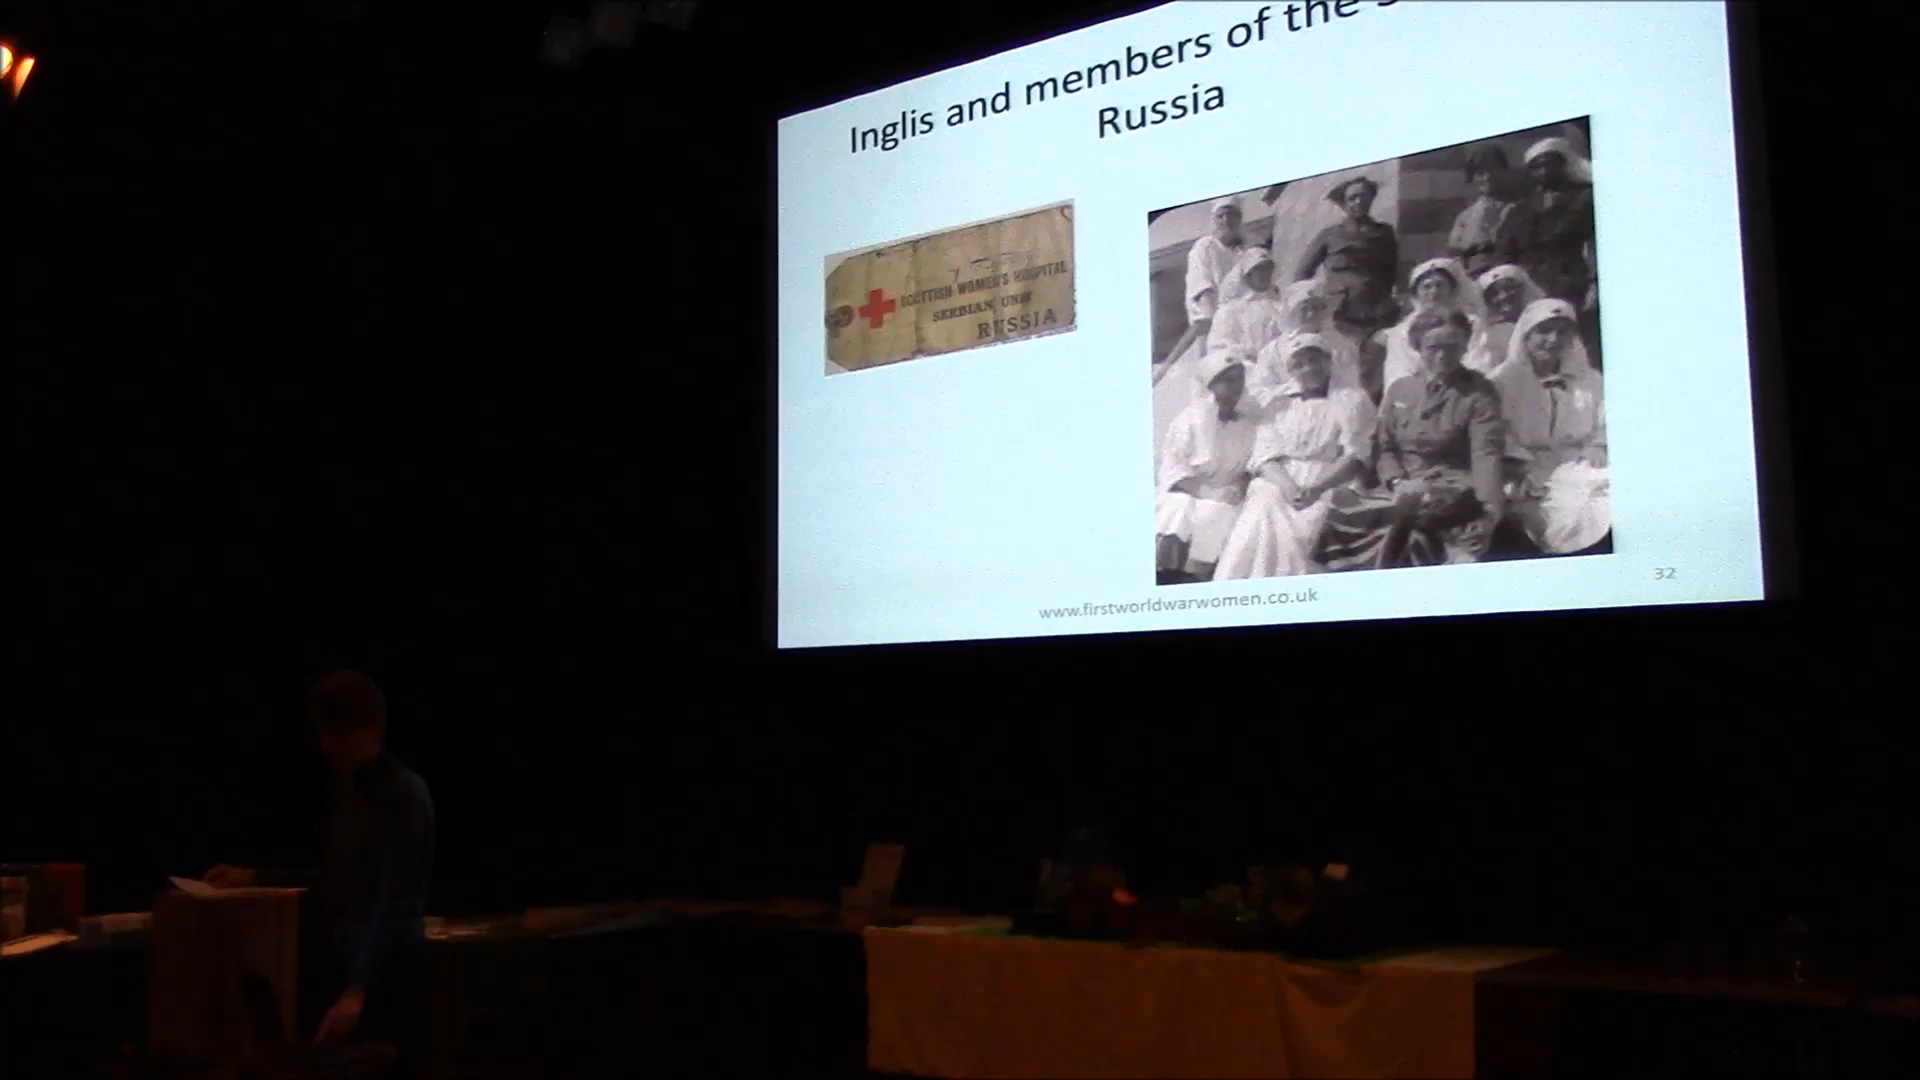 Inglis and members of the
Russia
SCOTTISH WOMEN'S HOSPITAL
SERBIAN UNIT
RUSSIA
www.firstworldwarwomen.co.uk
32